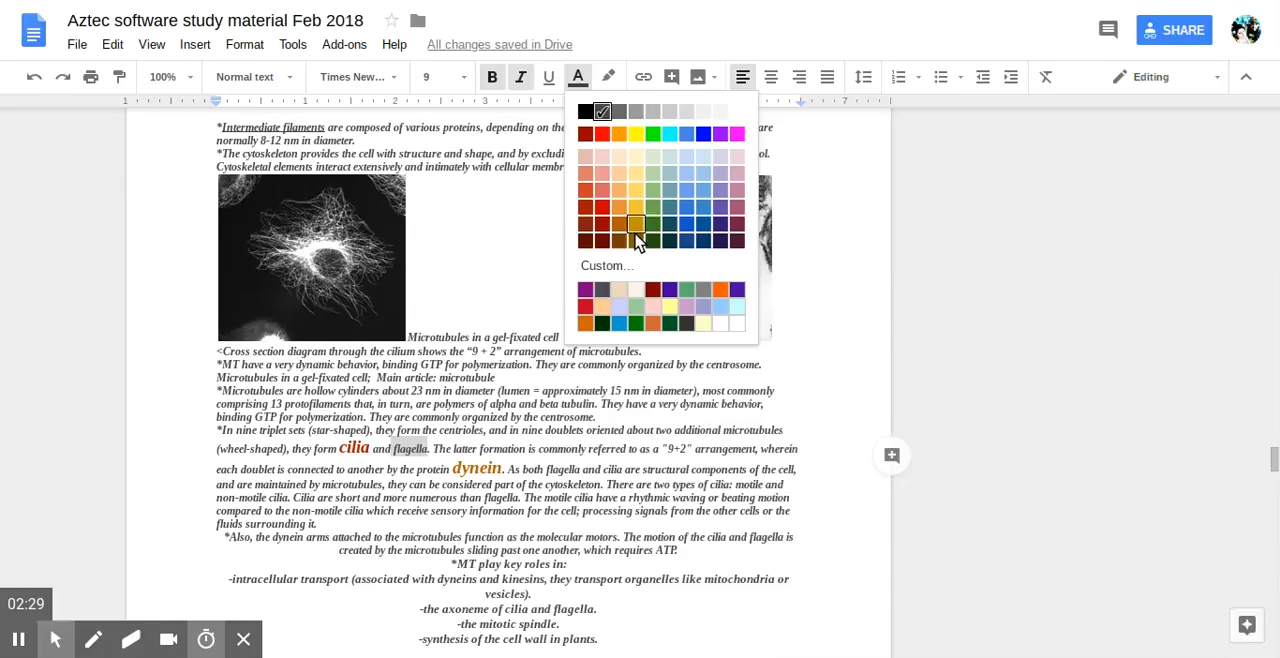 Aztec software study material Feb 2018
File Edit View Insert Format Tools Add-ons Help All changes saved in Drive
SHARE
100% Normal text Times New... 9 B I U A Editing
1 1 2 3 7
*Intermediate filaments are composed of various proteins, depending on the are
normally 8-12 nm in diameter.
*The cytoskeleton provides the cell with structure and shape, and by excludi ol.
Cytoskeletal elements interact extensively and intimately with cellular membr
Custom...
Microtubules in a gel-fixated cell
<Cross section diagram through the cilium shows the “9 + 2” arrangement of microtubules.
*MT have a very dynamic behavior, binding GTP for polymerization. They are commonly organized by the centrosome.
Microtubules in a gel-fixated cell; Main article: microtubule
*Microtubules are hollow cylinders about 23 nm in diameter (lumen = approximately 15 nm in diameter), most commonly
comprising 13 protofilaments that, in turn, are polymers of alpha and beta tubulin. They have a very dynamic behavior,
binding GTP for polymerization. They are commonly organized by the centrosome.
*In nine triplet sets (star-shaped), they form the centrioles, and in nine doublets oriented about two additional microtubules
(wheel-shaped), they form cilia and flagella. The latter formation is commonly referred to as a "9+2" arrangement, wherein
each doublet is connected to another by the protein dynein. As both flagella and cilia are structural components of the cell,
and are maintained by microtubules, they can be considered part of the cytoskeleton. There are two types of cilia: motile and
non-motile cilia. Cilia are short and more numerous than flagella. The motile cilia have a rhythmic waving or beating motion
compared to the non-motile cilia which receive sensory information for the cell; processing signals from the other cells or the
fluids surrounding it.
*Also, the dynein arms attached to the microtubules function as the molecular motors. The motion of the cilia and flagella is
created by the microtubules sliding past one another, which requires ATP.
*MT play key roles in:
-intracellular transport (associated with dyneins and kinesins, they transport organelles like mitochondria or
vesicles).
-the axoneme of cilia and flagella.
-the mitotic spindle.
-synthesis of the cell wall in plants.
02:29